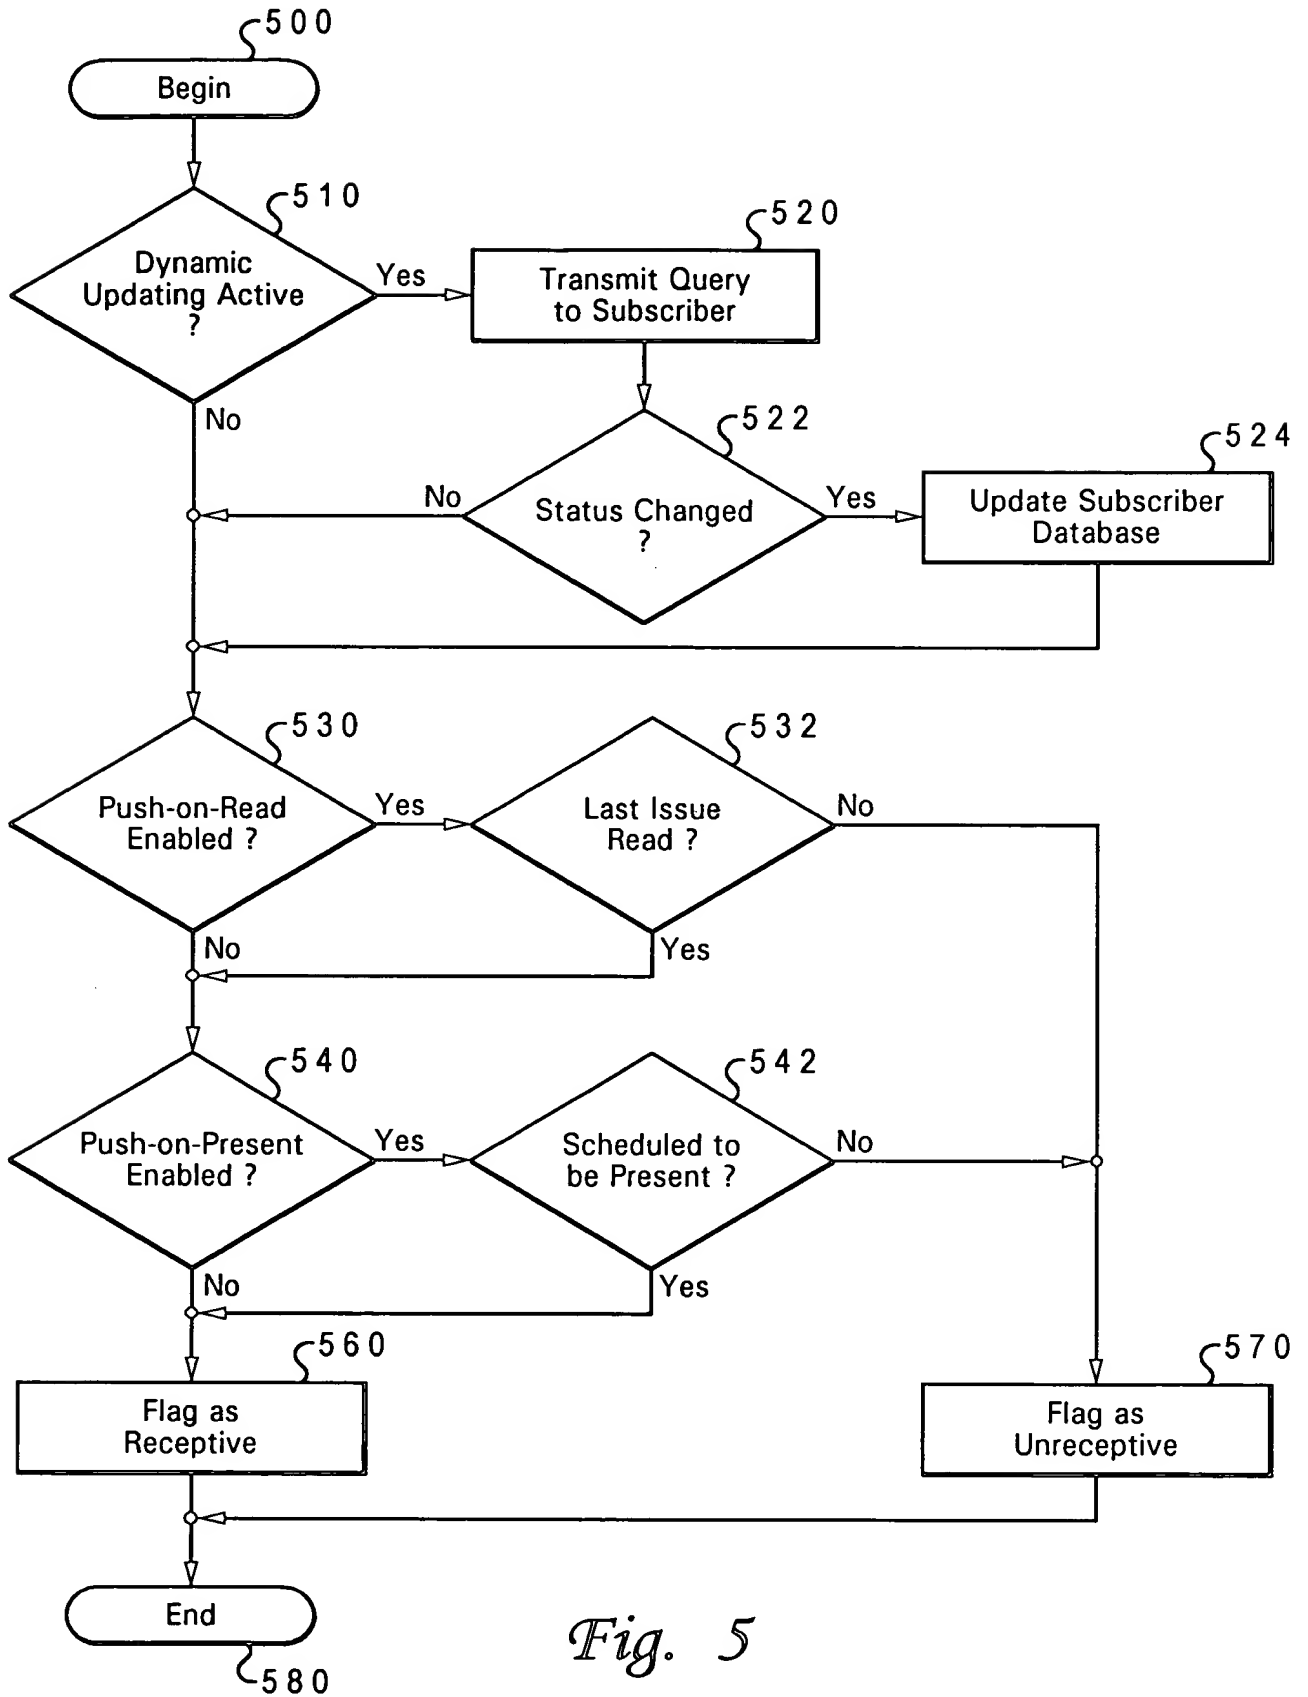 500
Begin
510
Dynamic
Updating Active
?
Yes
520
Transmit Query
to Subscriber
No
522
Status Changed
?
No
Yes
524
Update Subscriber
Database
530
Push-on-Read
Enabled ?
Yes
532
Last Issue
Read ?
No
No
Yes
540
Push-on-Present
Enabled ?
Yes
542
Scheduled to
be Present ?
No
No
Yes
560
Flag as
Receptive
570
Flag as
Unreceptive
End
580
Fig. 5